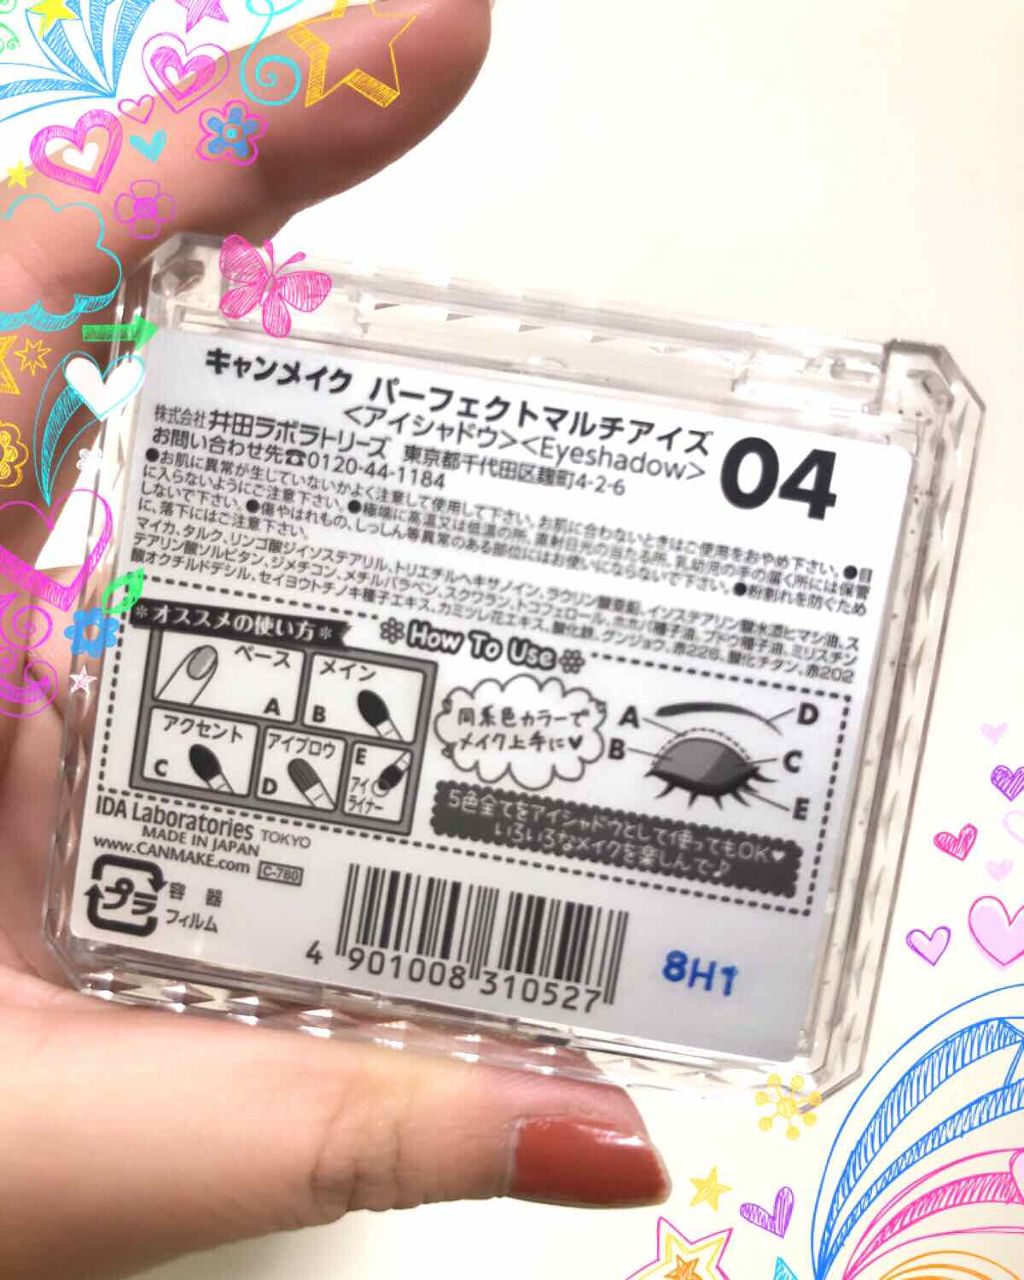 キャンメイク パーフェクトマルチアイズ
<アイシャドウ><Eyeshadow>
04
株式会社 井田ラボラトリーズ 東京都千代田区麹町4-2-6
お問い合わせ先☎0120-44-1184
●お肌に異常が生じていないかよく注意して使用して下さい。お肌に合わないときはご使用をおやめ下さい。●目
に入らないようにご注意下さい。●極端に高温又は低温の所、直射日光の当たる所、乳幼児の手の届く所には保管
しないで下さい。●傷やはれもの、しっしん等異常のある部位にはお使いにならないで下さい。●粉割れを防ぐため
に、落下にはご注意下さい。
マイカ、タルク、リンゴ酸ジイソステアリル、トリエチルヘキサノイン、ラウリン酸亜鉛、イソステアリン酸水添ヒマシ油、ス
テアリン酸ソルビタン、ジメチコン、メチルパラベン、スクワラン、トコフェロール、ホホバ種子油、ブドウ種子油、ミリスチン
酸オクチルドデシル、セイヨウトチノキ種子エキス、カミツレ花エキス、酸化鉄、グンジョウ、赤226、酸化チタン、赤202
*オススメの使い方*
How To Use
ベース
A
メイン
B
アクセント
C
アイブロウ
D
E
アイ
ライナー
同系色カラーで
メイク上手に♥
A
B
D
C
E
5色全てをアイシャドウとして使ってもOK♥
いろいろなメイクを楽しんで♪
IDA Laboratories TOKYO
MADE IN JAPAN
www.CANMAKE.com C-780
プラ
容 器
フィルム
4 901008 310527
8H1